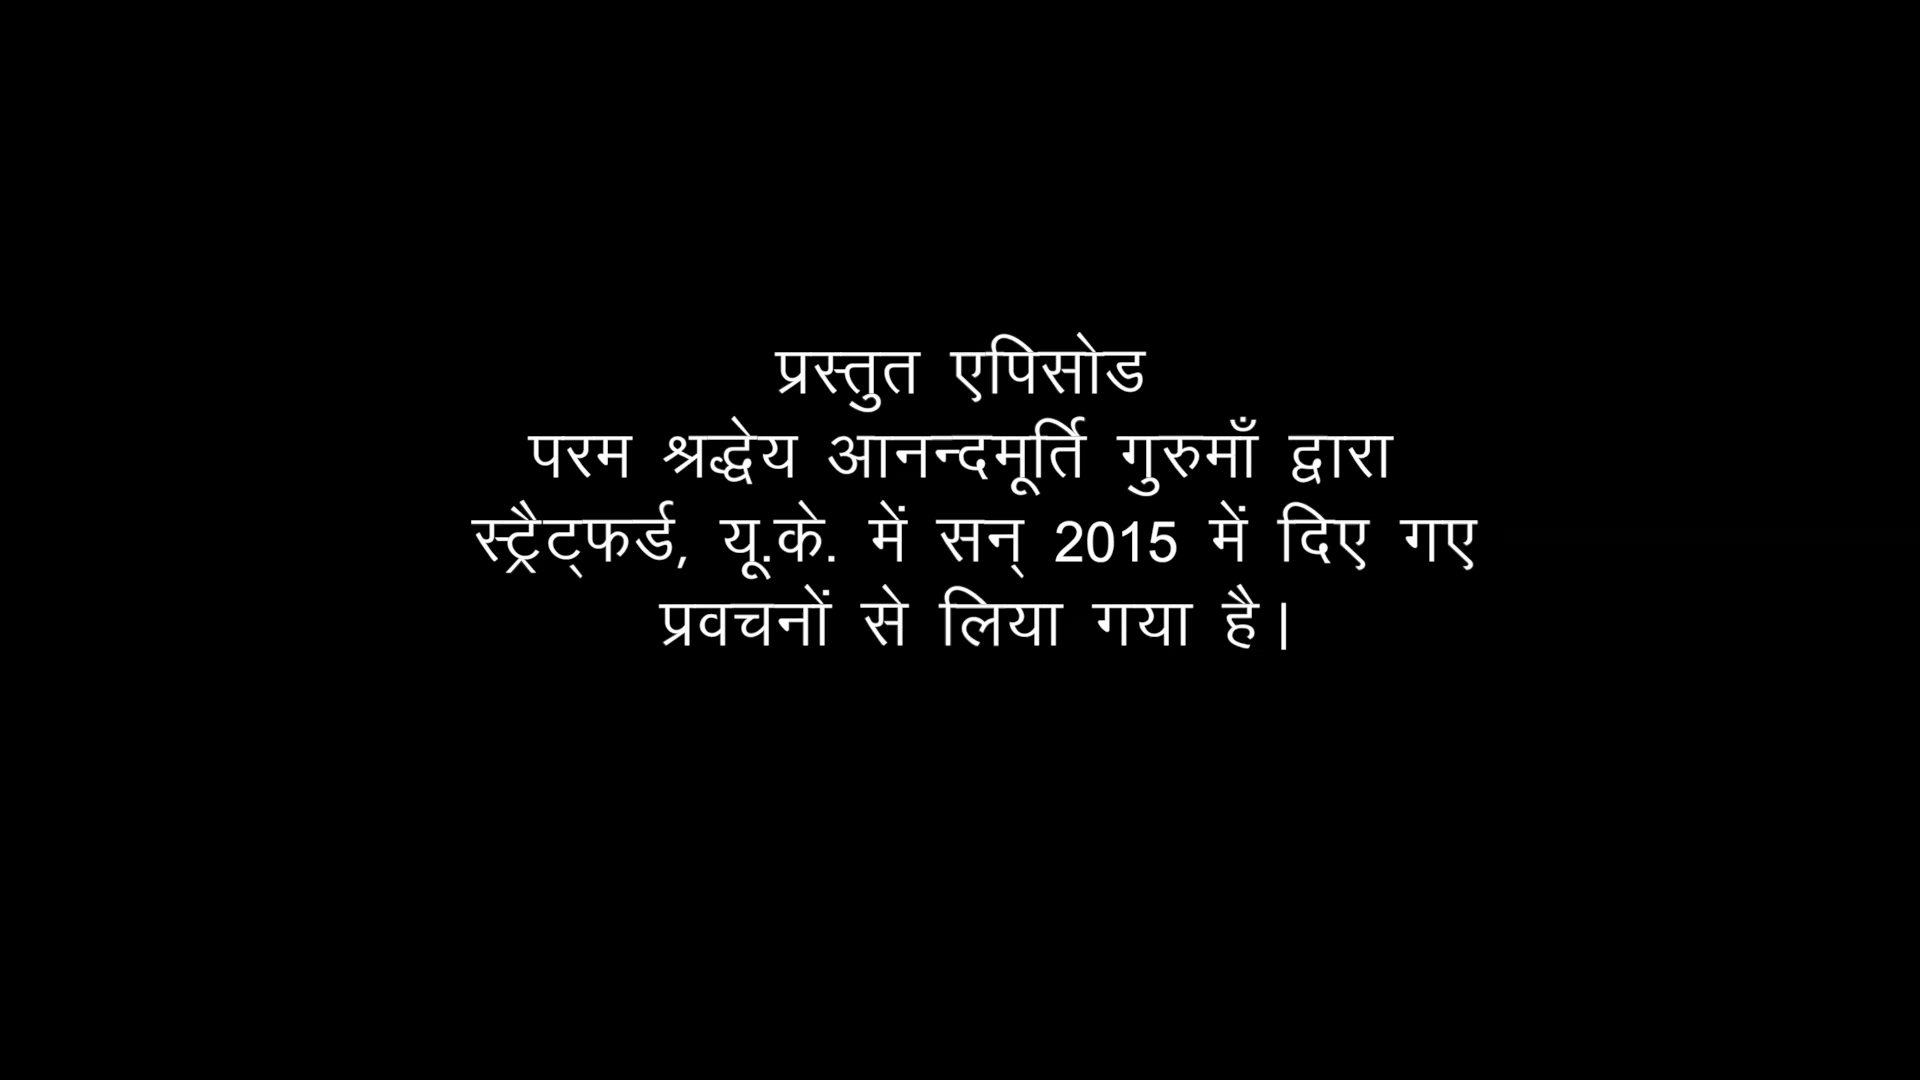 प्रस्तुत एपिसोड
परम श्रद्धेय आनन्दमूर्ति गुरुमाँ द्वारा
स्ट्रैट्फर्ड, यू.के. में सन् 2015 में दिए गए
प्रवचनों से लिया गया है।